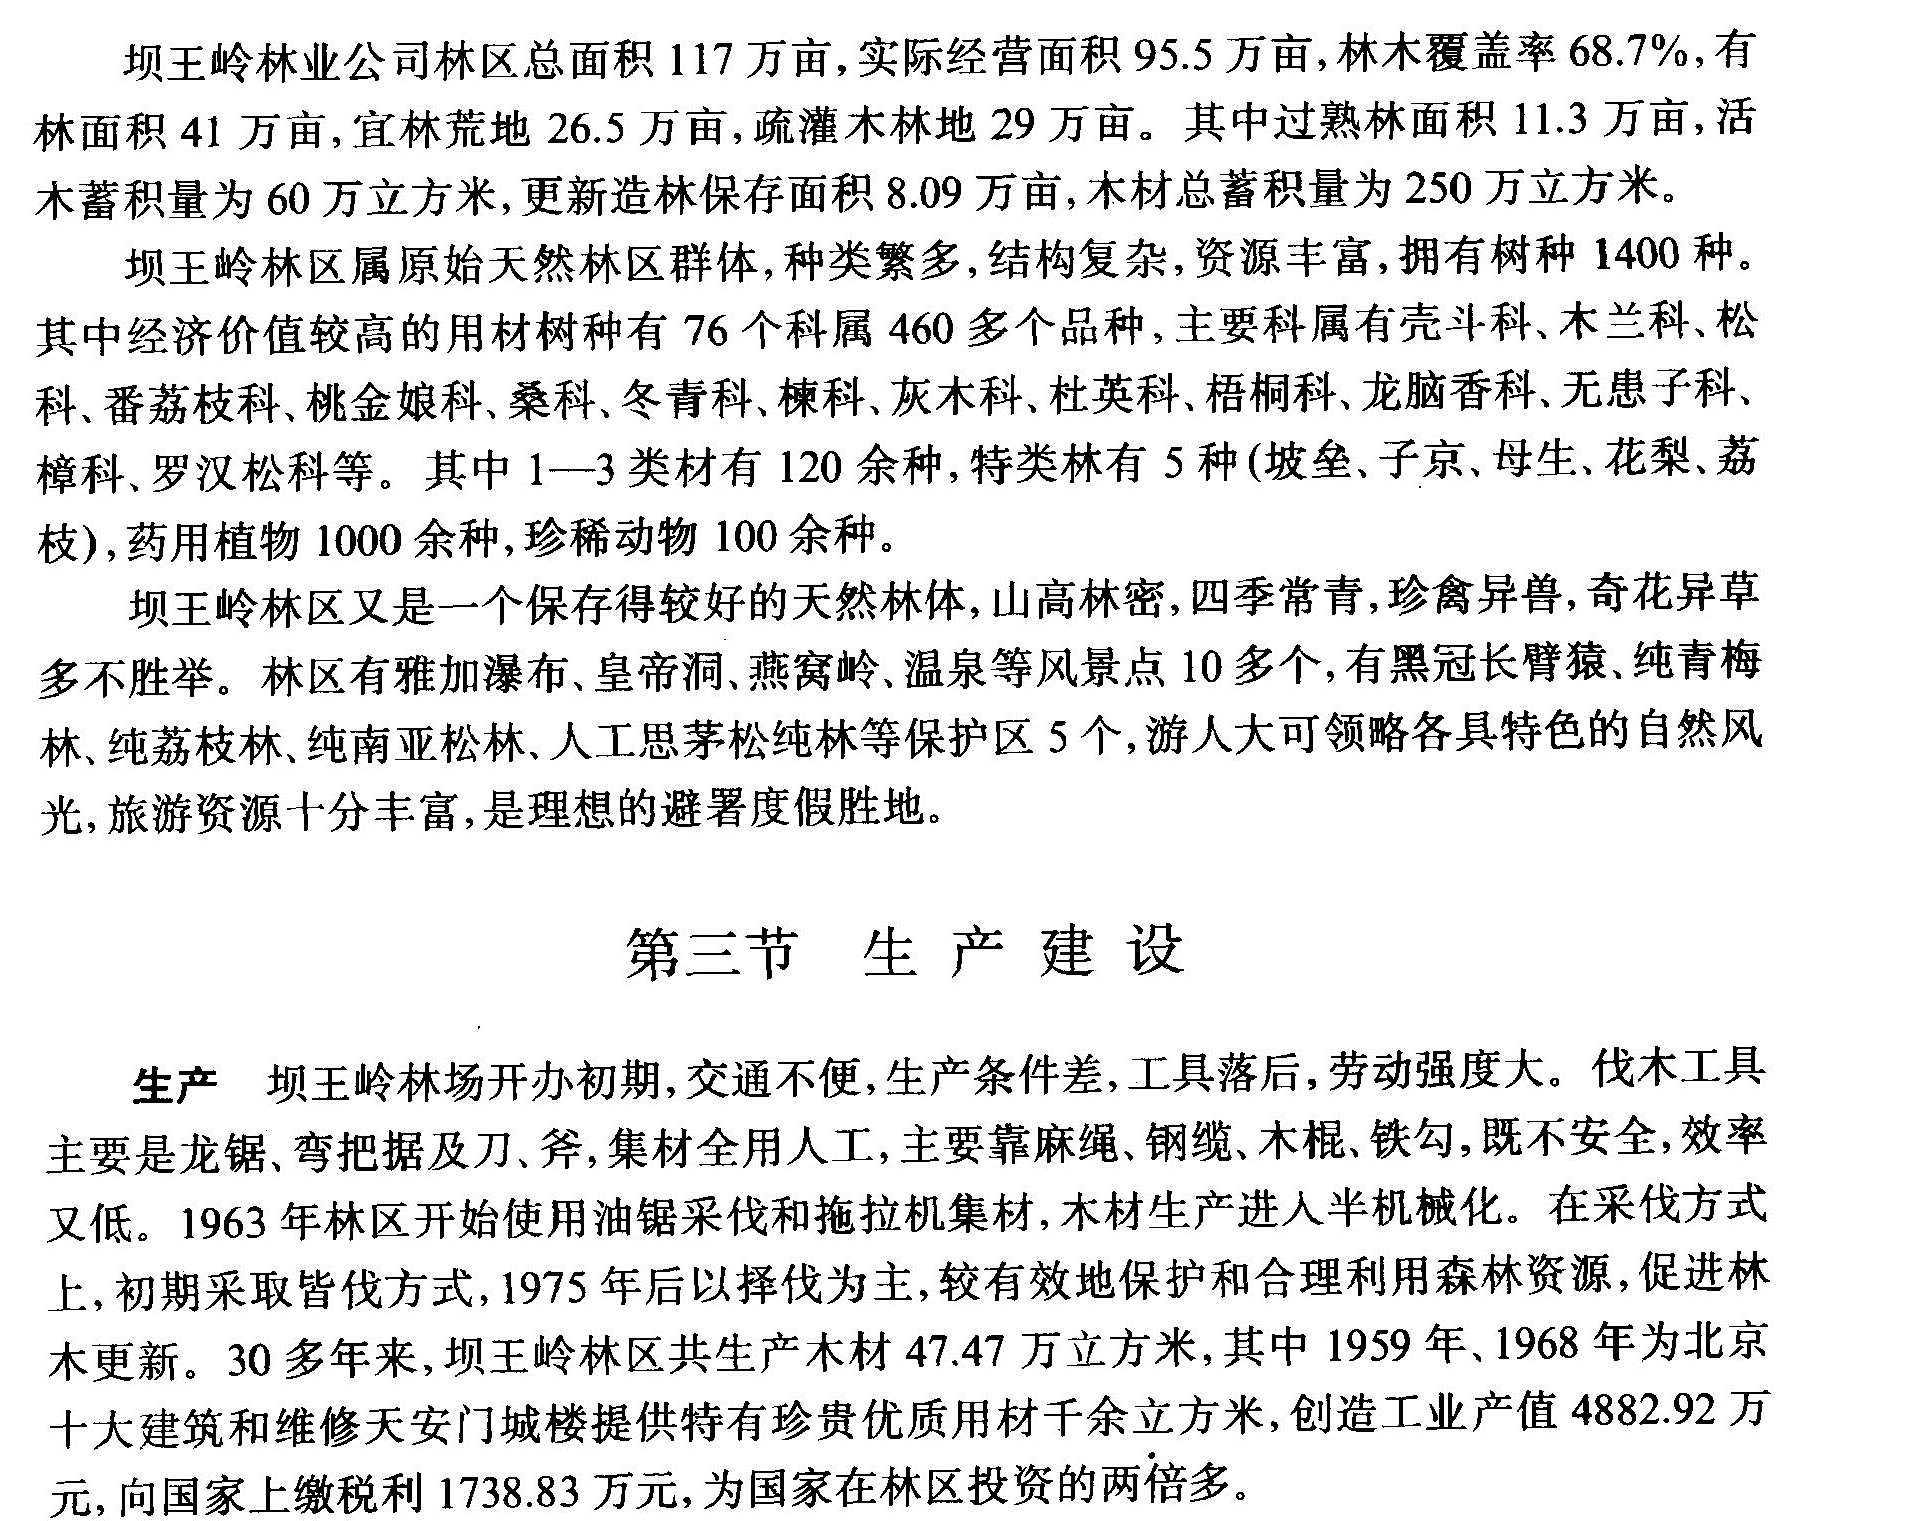 坝王岭林业公司林区总面积 117 万亩,实际经营面积 95.5 万亩,林木覆盖率 68.7%,有
林面积 41 万亩,宜林荒地 26.5 万亩,疏灌木林地 29 万亩。其中过熟林面积 11.3 万亩,活
木蓄积量为 60 万立方米,更新造林保存面积 8.09 万亩,木材总蓄积量为 250 万立方米。
坝王岭林区属原始天然林区群体,种类繁多,结构复杂,资源丰富,拥有树种 1400 种。
其中经济价值较高的用材树种有 76 个科属 460 多个品种,主要科属有壳斗科、木兰科、松
科、番荔枝科、桃金娘科、桑科、冬青科、楝科、灰木科、杜英科、梧桐科、龙脑香科、无患子科、
樟科、罗汉松科等。其中 1—3 类材有 120 余种,特类林有 5 种(坡垒、子京、母生、花梨、荔
枝),药用植物 1000 余种,珍稀动物 100 余种。
坝王岭林区又是一个保存得较好的天然林体,山高林密,四季常青,珍禽异兽,奇花异草
多不胜举。林区有雅加瀑布、皇帝洞、燕窝岭、温泉等风景点 10 多个,有黑冠长臂猿、纯青梅
林、纯荔枝林、纯南亚松林、人工思茅松纯林等保护区 5 个,游人大可领略各具特色的自然风
光,旅游资源十分丰富,是理想的避署度假胜地。
第三节 生产建设
生产 坝王岭林场开办初期,交通不便,生产条件差,工具落后,劳动强度大。伐木工具
主要是龙锯、弯把据及刀、斧,集材全用人工,主要靠麻绳、钢缆、木棍、铁勾,既不安全,效率
又低。1963 年林区开始使用油锯采伐和拖拉机集材,木材生产进入半机械化。在采伐方式
上,初期采取皆伐方式,1975 年后以择伐为主,较有效地保护和合理利用森林资源,促进林
木更新。30 多年来,坝王岭林区共生产木材 47.47 万立方米,其中 1959 年、1968 年为北京
十大建筑和维修天安门城楼提供特有珍贵优质用材千余立方米,创造工业产值 4882.92 万
元,向国家上缴税利 1738.83 万元,为国家在林区投资的两倍多。